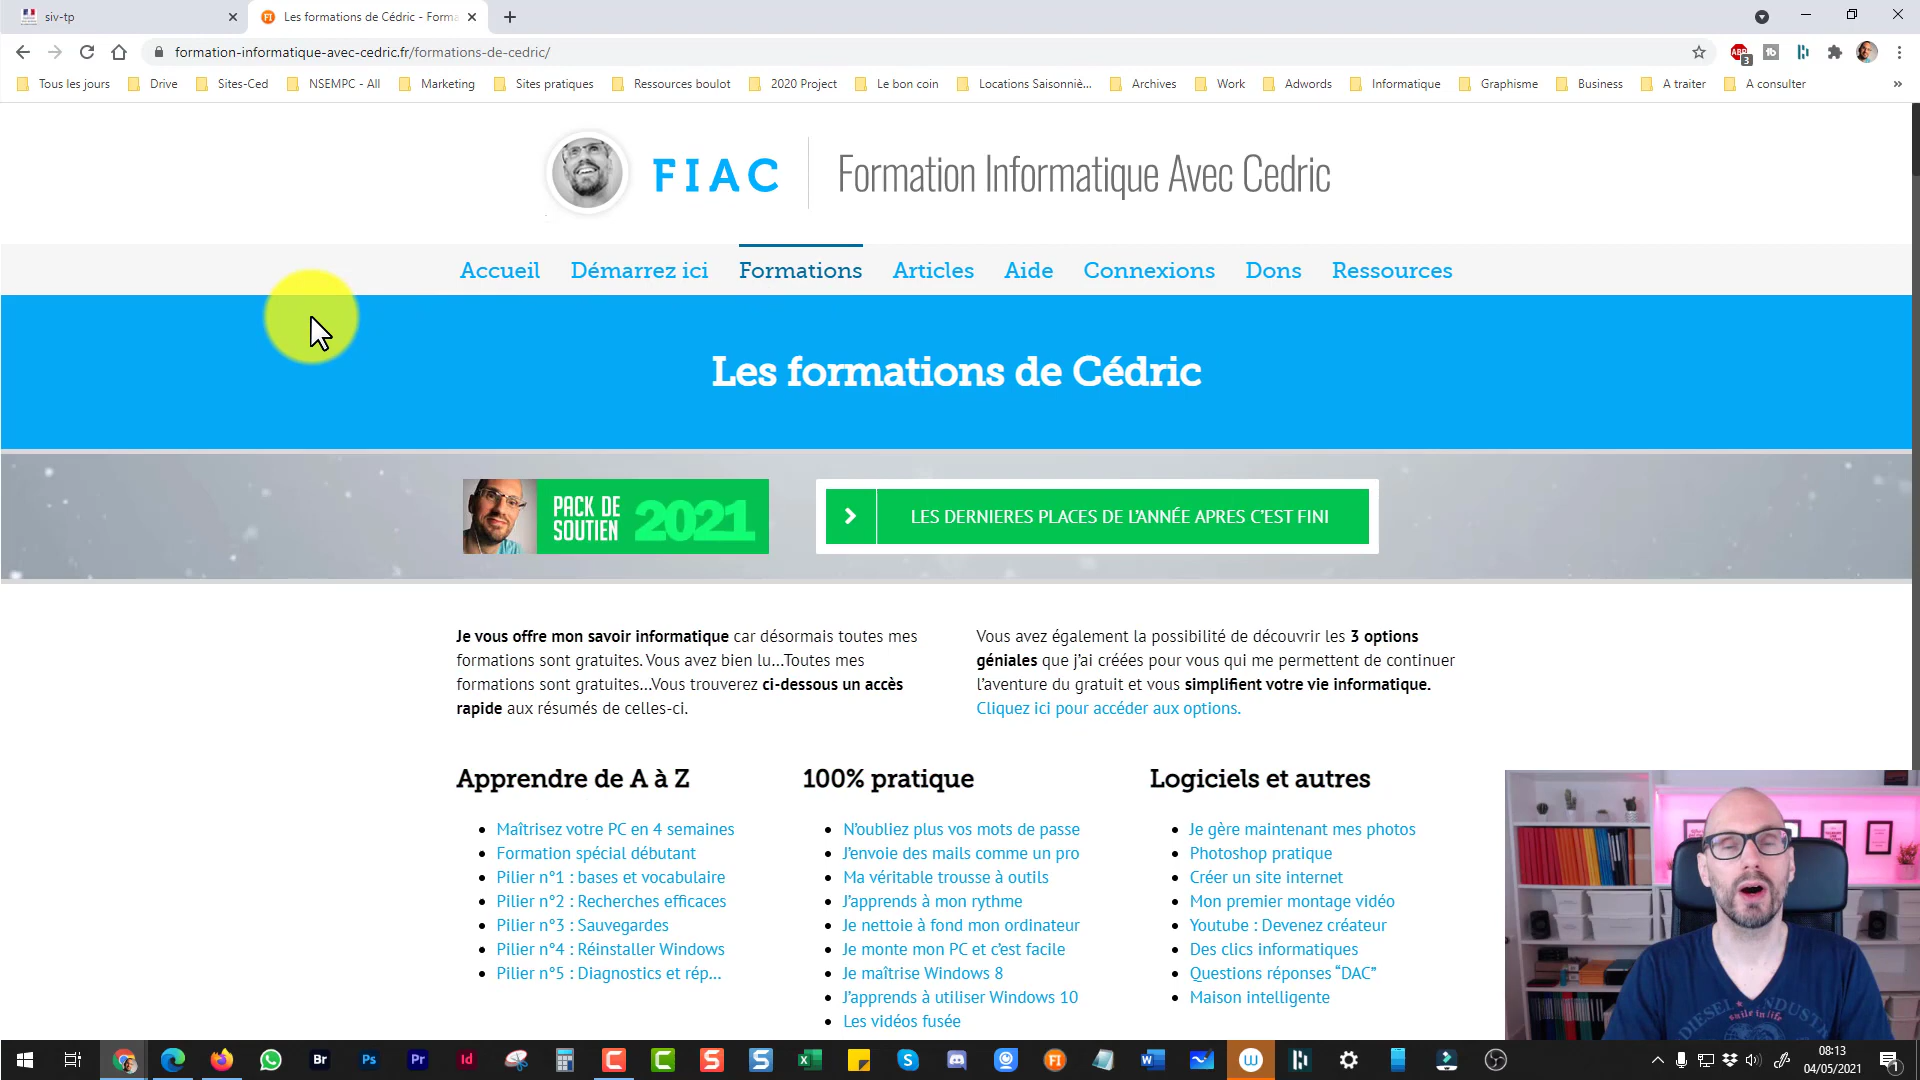 siv-tp
Les formations de Cédric - Forma
formation-informatique-avec-cedric.fr/formations-de-cedric/
ABP
3
Tous les jours
Drive
Sites-Ced
NSEMPC - All
Marketing
Sites pratiques
Ressources boulot
2020 Project
Le bon coin
Locations Saisonniè...
Archives
Work
Adwords
Informatique
Graphisme
Business
A traiter
A consulter
FIAC
Formation Informatique Avec Cedric
Accueil
Démarrez ici
Formations
Articles
Aide
Connexions
Dons
Ressources
Les formations de Cédric
PACK DE
SOUTIEN
2021
LES DERNIERES PLACES DE L'ANNÉE APRES C'EST FINI
Je vous offre mon savoir informatique car désormais toutes mes
formations sont gratuites. Vous avez bien lu...Toutes mes
formations sont gratuites...Vous trouverez ci-dessous un accès
rapide aux résumés de celles-ci.
Vous avez également la possibilité de découvrir les 3 options
géniales que j'ai créées pour vous qui me permettent de continuer
l'aventure du gratuit et vous simplifient votre vie informatique.
Cliquez ici pour accéder aux options.
Apprendre de A à Z
Maîtrisez votre PC en 4 semaines
Formation spécial débutant
Pilier n°1 : bases et vocabulaire
Pilier n°2 : Recherches efficaces
Pilier n°3 : Sauvegardes
Pilier n°4 : Réinstaller Windows
Pilier n°5 : Diagnostics et rép...
100% pratique
N'oubliez plus vos mots de passe
J'envoie des mails comme un pro
Ma véritable trousse à outils
J'apprends à mon rythme
Je nettoie à fond mon ordinateur
Je monte mon PC et c'est facile
Je maîtrise Windows 8
J'apprends à utiliser Windows 10
Les vidéos fusée
Logiciels et autres
Je gère maintenant mes photos
Photoshop pratique
Créer un site internet
Mon premier montage vidéo
Youtube : Devenez créateur
Des clics informatiques
Questions réponses “DAC”
Maison intelligente
DIESEL INDUSTR
smile in life
Br
Ps
Pr
Id
08:13
04/05/2021
1